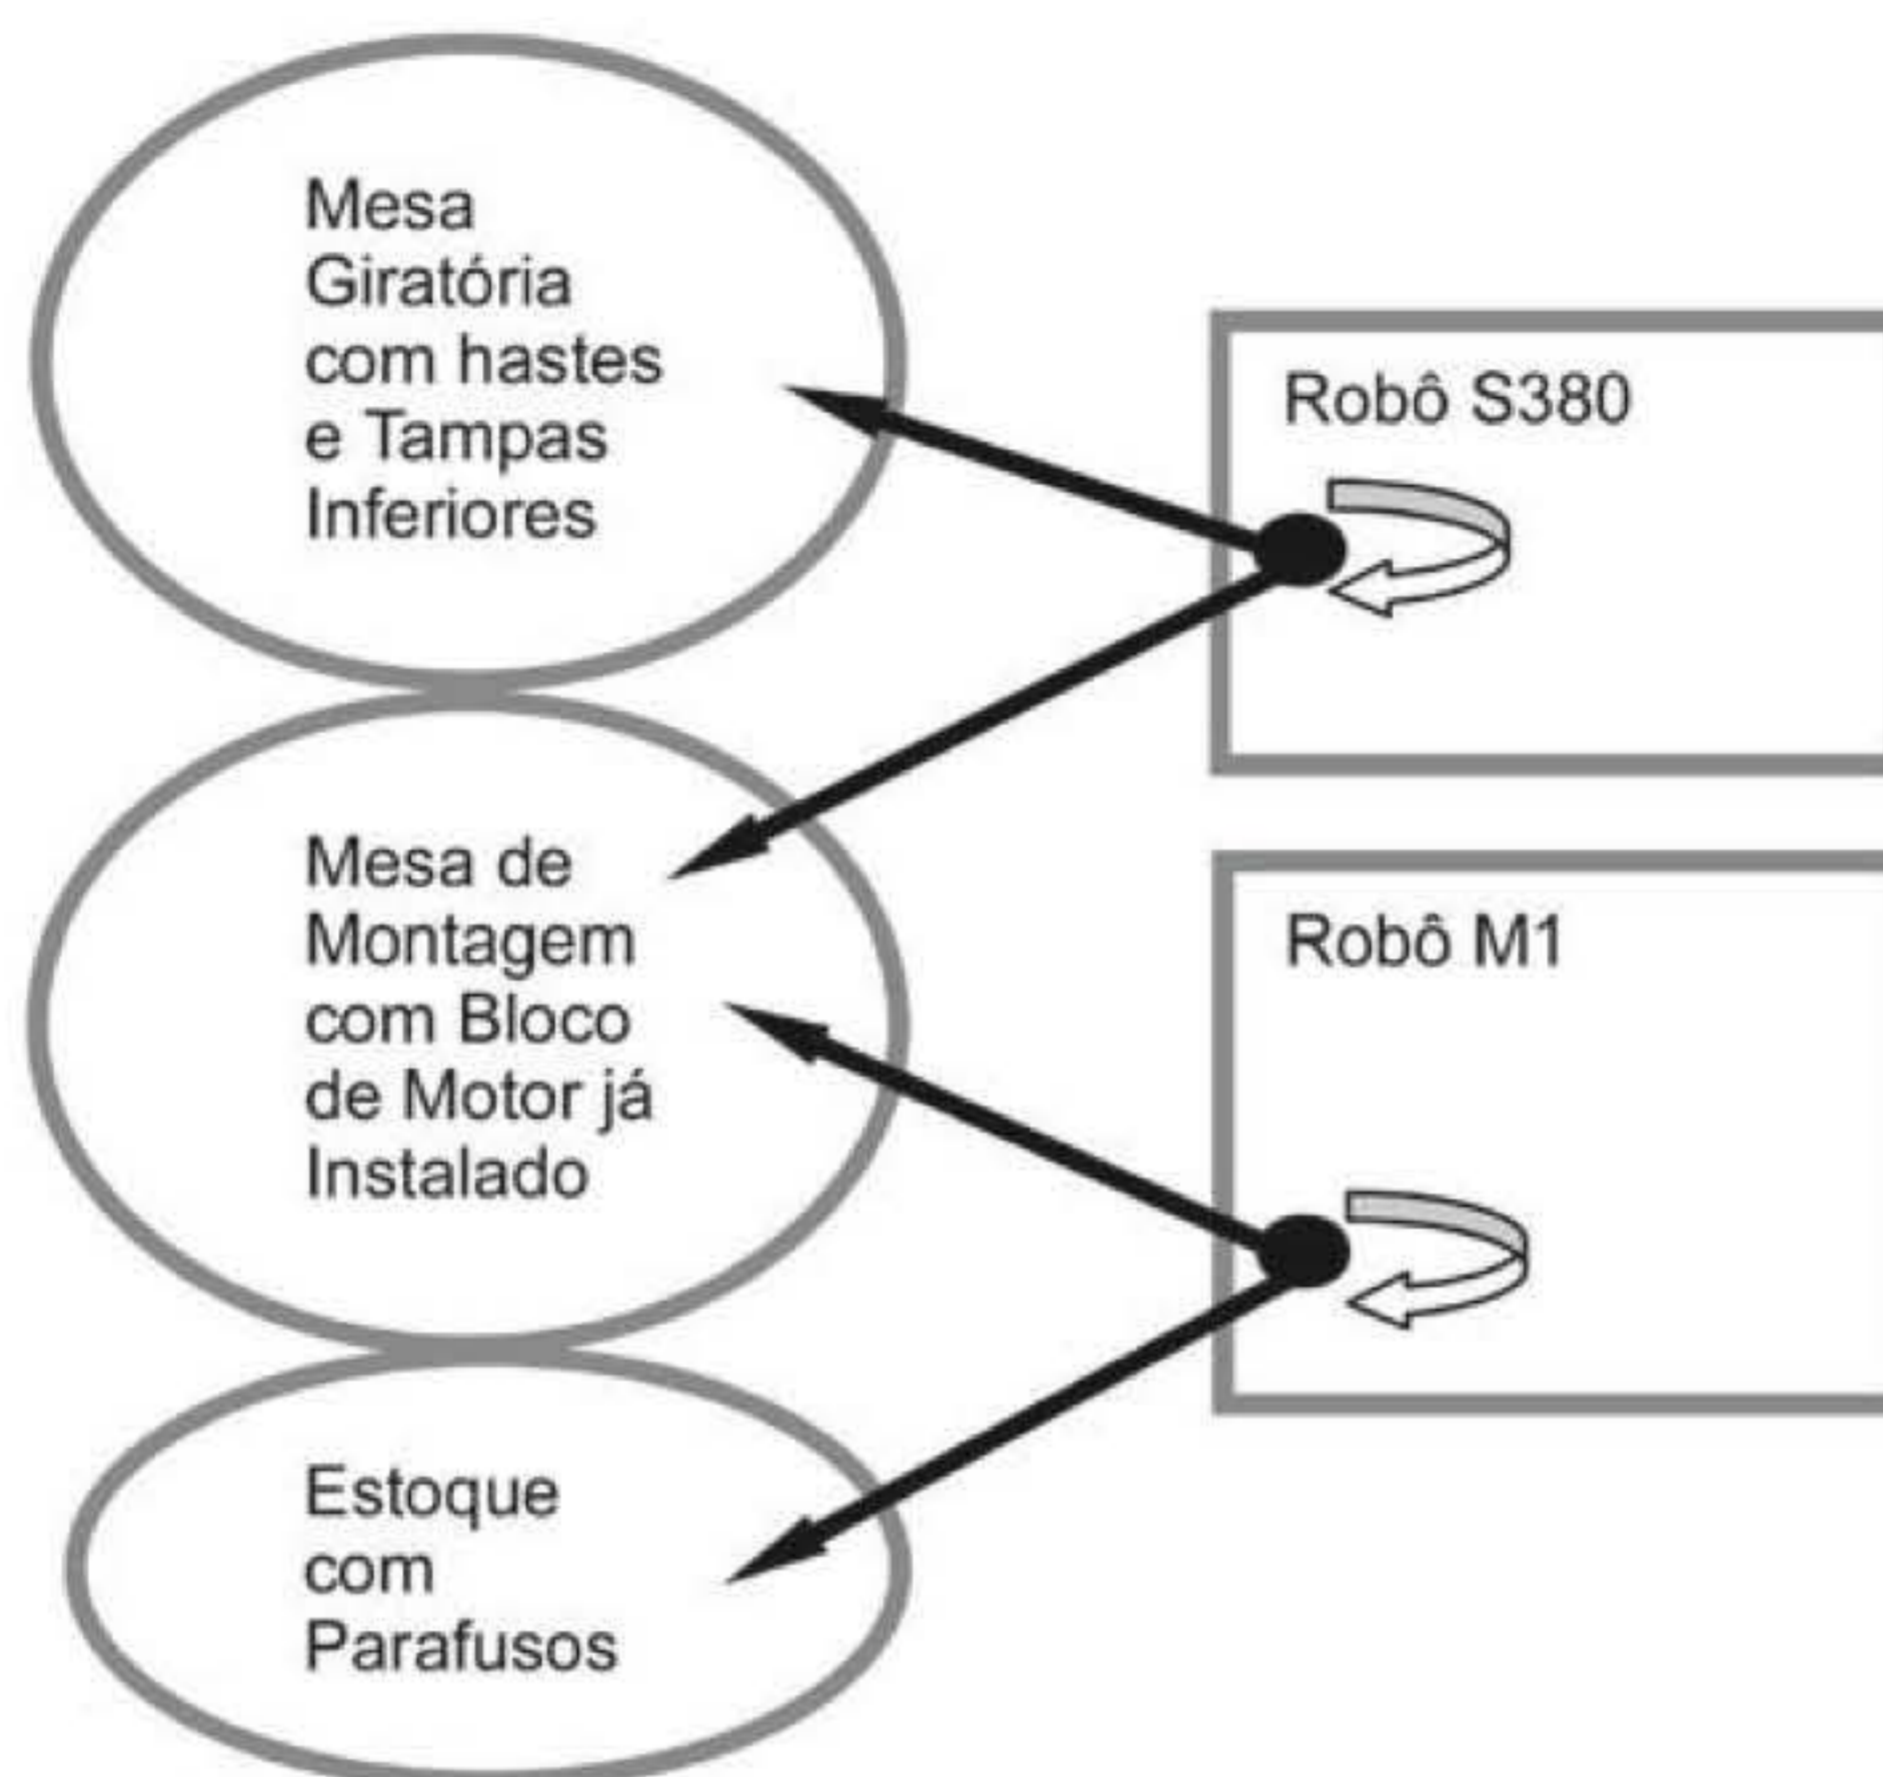 Mesa
Giratória
com hastes
e Tampas
Inferiores
Robô S380
Mesa de
Montagem
com Bloco
de Motor já
Instalado
Robô M1
Estoque
com
Parafusos